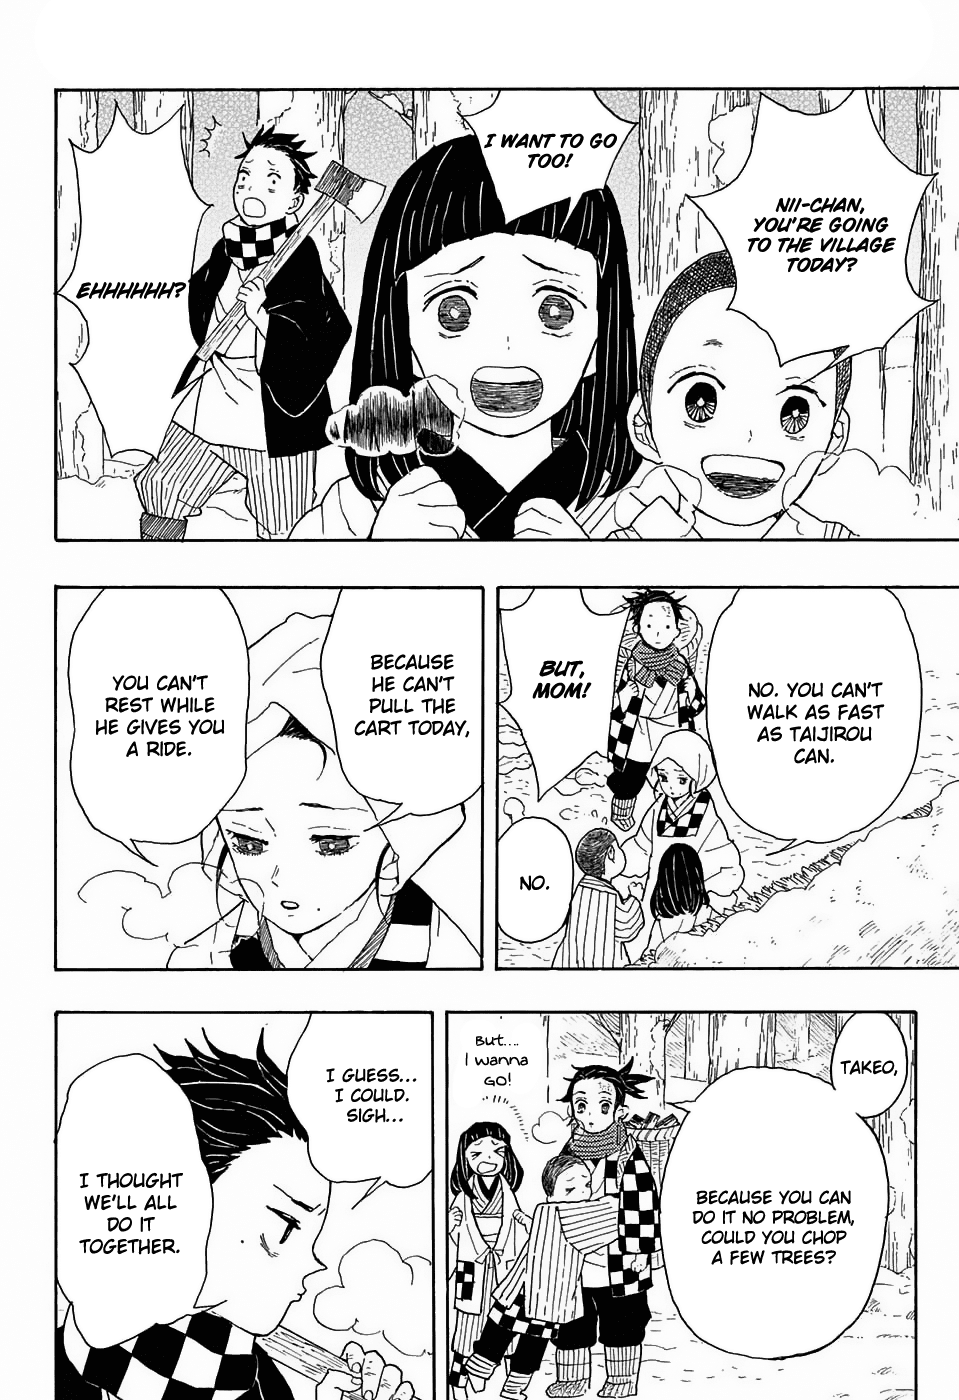 NII-CHAN,
YOU'RE GOING
TO THE VILLAGE
TODAY?
I WANT TO GO
TOO!
EHHHHHH?
NO. YOU CAN'T
WALK AS FAST
AS TAIJIROU
CAN.
BUT,
MOM!
NO.
BECAUSE
HE CAN'T
PULL THE
CART TODAY,
YOU CAN'T
REST WHILE
HE GIVES YOU
A RIDE.
TAKEO,
BECAUSE YOU CAN
DO IT NO PROBLEM,
COULD YOU CHOP
A FEW TREES?
But....
I wanna
GO!
I GUESS...
I COULD.
SIGH...
I THOUGHT
WE'LL ALL
DO IT
TOGETHER.